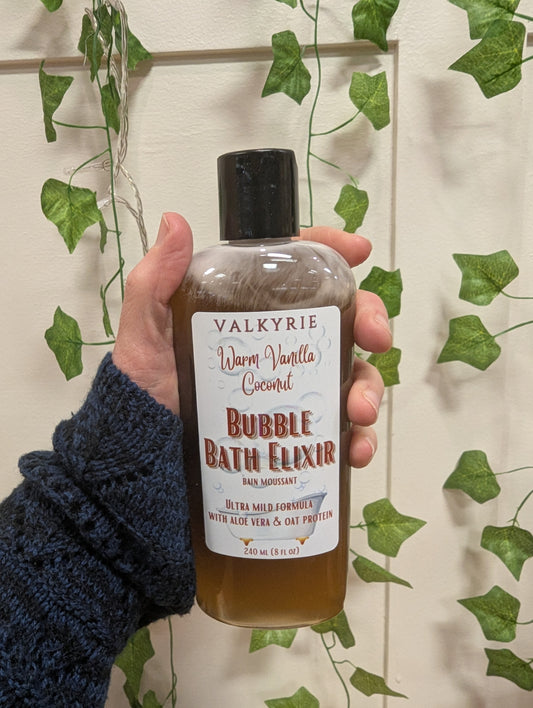 VALKYRIE
Warm Vanilla
Coconut
BUBBLE
BATH ELIXIR
BAIN MOUSSANT
ULTRA MILD FORMULA
WITH ALOE VERA & OAT PROTEIN
240 ML (8 FL OZ)